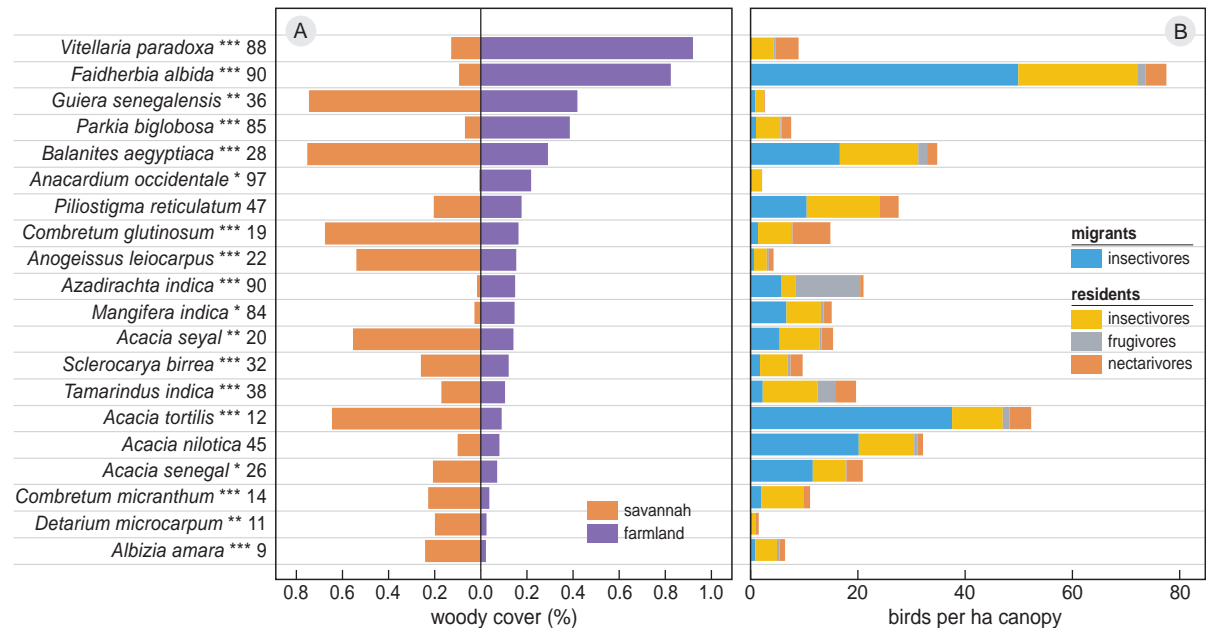 A
B
Vitellaria paradoxa *** 88
Faidherbia albida *** 90
Guiera senegalensis ** 36
Parkia biglobosa *** 85
Balanites aegyptiaca *** 28
Anacardium occidentale * 97
Piliostigma reticulatum 47
Combretum glutinosum *** 19
Anogeissus leiocarpus *** 22
Azadirachta indica *** 90
Mangifera indica * 84
Acacia seyal ** 20
Sclerocarya birrea *** 32
Tamarindus indica *** 38
Acacia tortilis *** 12
Acacia nilotica 45
Acacia senegal * 26
Combretum micranthum *** 14
Detarium microcarpum ** 11
Albizia amara *** 9
savannah
farmland
0.8 0.6 0.4 0.2 0.0 0.2 0.4 0.6 0.8 1.0
woody cover (%)
migrants
insectivores
residents
insectivores
frugivores
nectarivores
0 20 40 60 80
birds per ha canopy